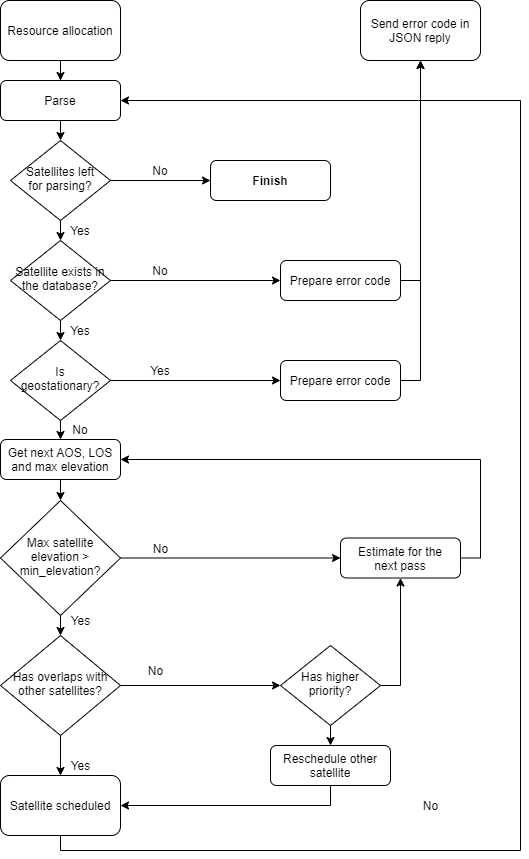 Resource allocation
Send error code in
JSON reply
Parse
Satellites left
for parsing?
No
Finish
Yes
Satellite exists in
the database?
No
Prepare error code
Yes
Is
geostationary?
Yes
Prepare error code
No
Get next AOS, LOS
and max elevation
Max satellite
elevation >
min_elevation?
No
Estimate for the
next pass
Yes
Has overlaps with
other satellites?
No
Has higher
priority?
Reschedule other
satellite
Yes
Satellite scheduled
No